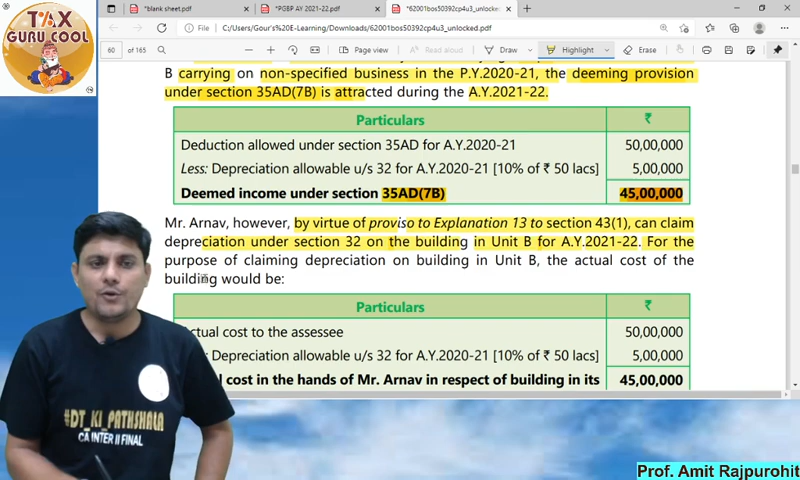 TAX
GURU COOL
*blank sheet.pdf
*PGBP AY 2021-22.pdf
*62001bos50392cp4u3_unlocked.pdf
File
C:/Users/Gour's%20E-Learning/Downloads/62001bos50392cp4u3_unlocked.pdf
60
of 165
Page view
Read aloud
Draw
Highlight
Erase
B carrying on non-specified business in the P.Y.2020-21, the deeming provision
under section 35AD(7B) is attracted during the A.Y.2021-22.
Particulars ₹
Deduction allowed under section 35AD for A.Y.2020-21 50,00,000
Less: Depreciation allowable u/s 32 for A.Y.2020-21 [10% of ₹ 50 lacs] 5,00,000
Deemed income under section 35AD(7B) 45,00,000
Mr. Arnav, however, by virtue of proviso to Explanation 13 to section 43(1), can claim
depreciation under section 32 on the building in Unit B for A.Y.2021-22. For the
purpose of claiming depreciation on building in Unit B, the actual cost of the
building would be:
Particulars ₹
Actual cost to the assessee 50,00,000
Depreciation allowable u/s 32 for A.Y.2020-21 [10% of ₹ 50 lacs] 5,00,000
cost in the hands of Mr. Arnav in respect of building in its 45,00,000
#DT_KI_PATHSHALA
CA INTER II FINAL
Prof. Amit Rajpurohit